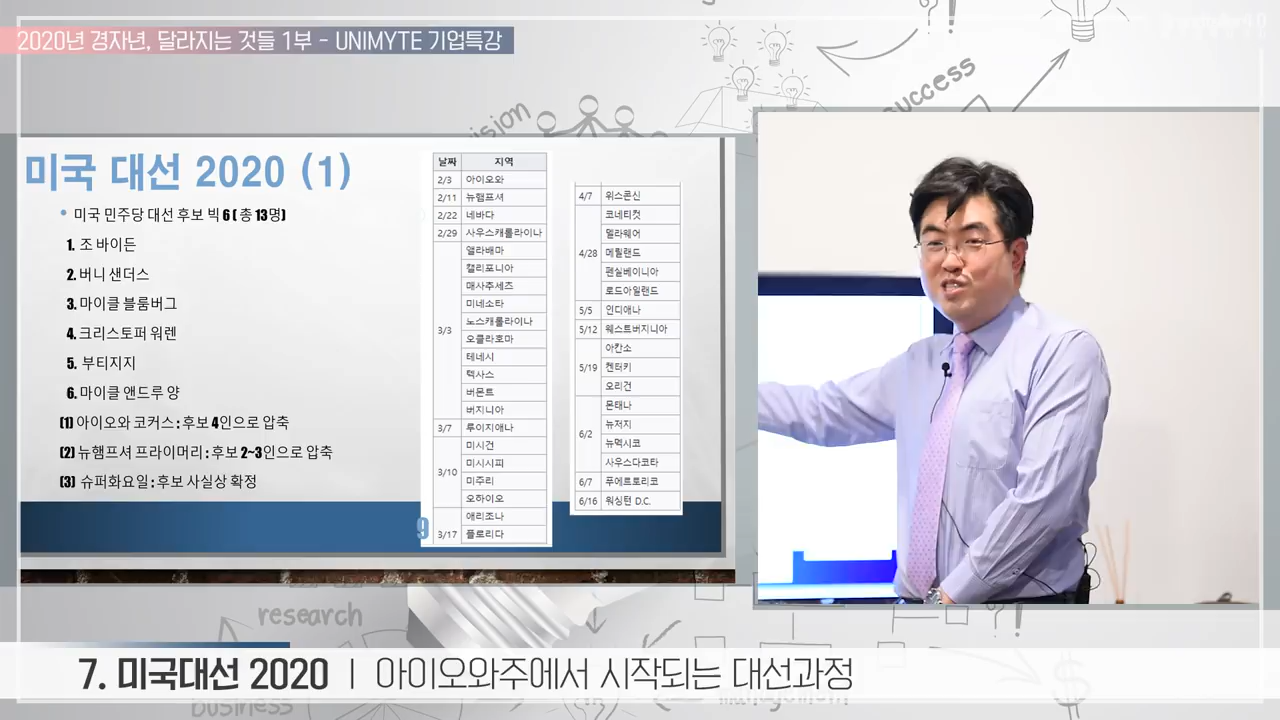 2020년 경자년, 달라지는 것들 1부 - UNIMYTE 기업특강
ision
success
미국 대선 2020 (1)
• 미국 민주당 대선 후보 빅 6 ( 총 13명)
1. 조 바이든
2. 버니 샌더스
3. 마이클 블룸버그
4. 크리스토퍼 워렌
5. 부티지지
6. 마이클 앤드루 양
(1) 아이오와 코커스 : 후보 4인으로 압축
(2) 뉴햄프셔 프라이머리 : 후보 2~3인으로 압축
(3) 슈퍼화요일 : 후보 사실상 확정
9
날짜 지역
2/3 아이오와
2/11 뉴햄프셔
2/22 네바다
2/29 사우스캐롤라이나
3/3 앨라배마
캘리포니아
매사추세츠
미네소타
노스캐롤라이나
오클라호마
테네시
텍사스
버몬트
버지니아
3/7 루이지애나
3/10 미시건
미시시피
미주리
오하이오
3/17 애리조나
플로리다
4/7 위스콘신
4/28 코네티컷
델라웨어
메릴랜드
펜실베이니아
로드아일랜드
5/5 인디애나
5/12 웨스트버지니아
5/19 아칸소
켄터키
오리건
6/2 몬태나
뉴저지
뉴멕시코
사우스다코타
6/7 푸에르토리코
6/16 워싱턴 D.C.
research
7. 미국대선 2020 | 아이오와주에서 시작되는 대선과정
business